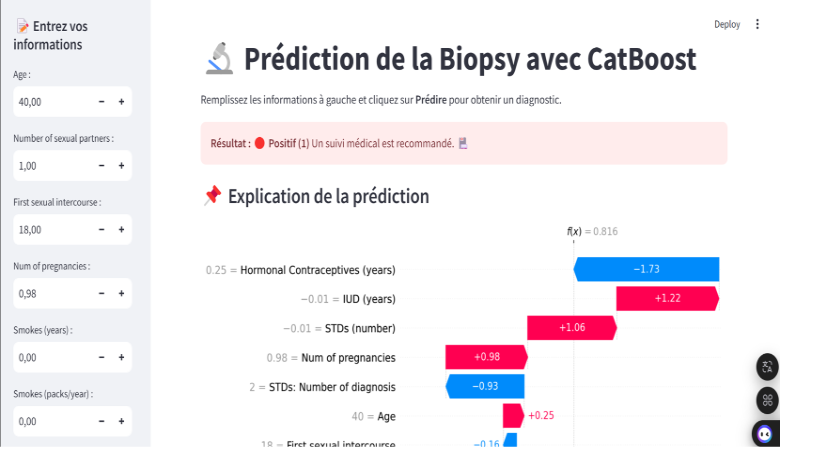 Deploy
Entrez vos
informations
Age :
40,00
Number of sexual partners :
1,00
First sexual intercourse :
18,00
Num of pregnancies :
0,98
Smokes (years) :
0,00
Smokes (packs/year) :
0,00
Prédiction de la Biopsy avec CatBoost
Remplissez les informations à gauche et cliquez sur Prédire pour obtenir un diagnostic.
Résultat : Positif (1) Un suivi médical est recommandé.
Explication de la prédiction
f(x) = 0.816
0.25 = Hormonal Contraceptives (years) −1.73
−0.01 = IUD (years) +1.22
−0.01 = STDs (number) +1.06
0.98 = Num of pregnancies +0.98
2 = STDs: Number of diagnosis −0.93
40 = Age +0.25
18 = First sexual intercourse −0.16